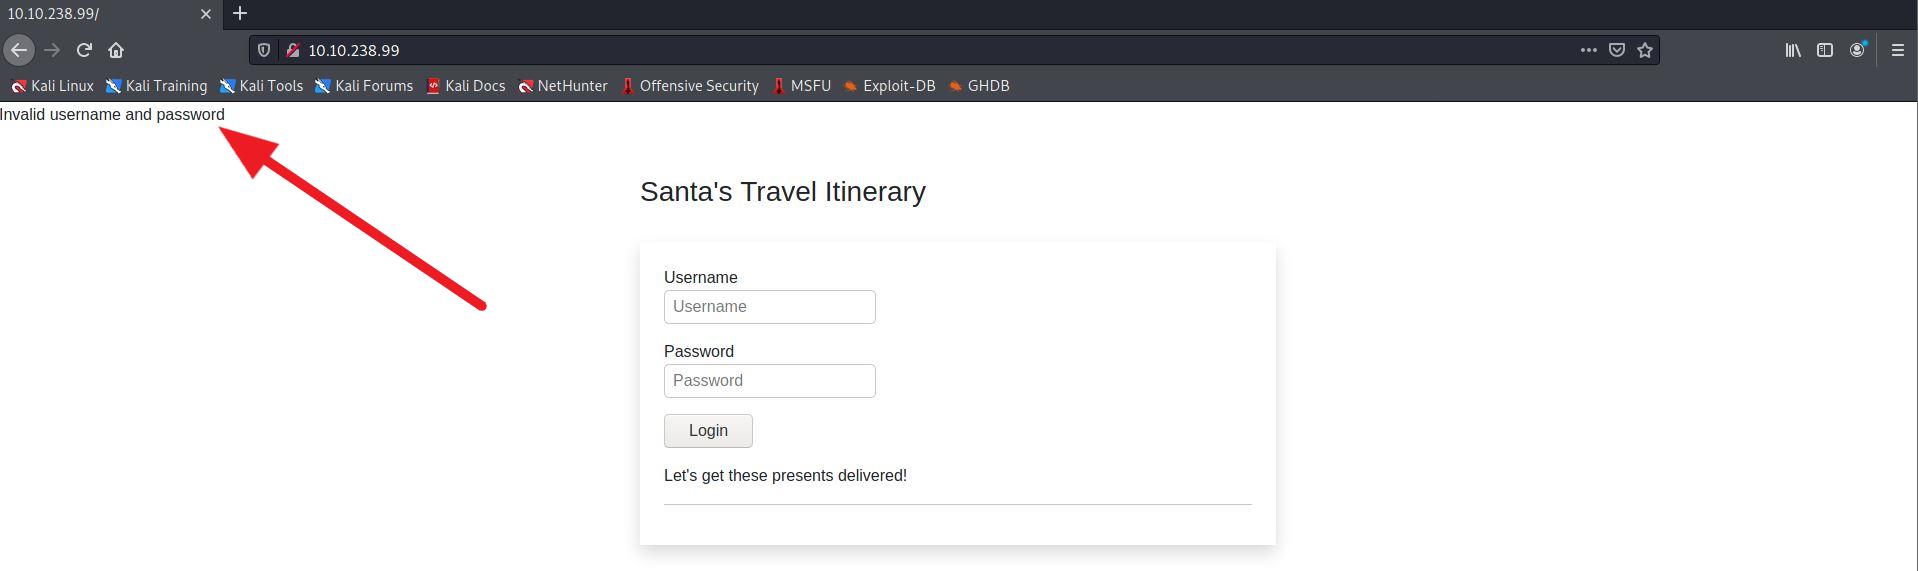 10.10.238.99/
10.10.238.99
Kali Linux Kali Training Kali Tools Kali Forums Kali Docs NetHunter Offensive Security MSFU Exploit-DB GHDB
Invalid username and password
Santa's Travel Itinerary
Username
Username
Password
Password
Login
Let's get these presents delivered!